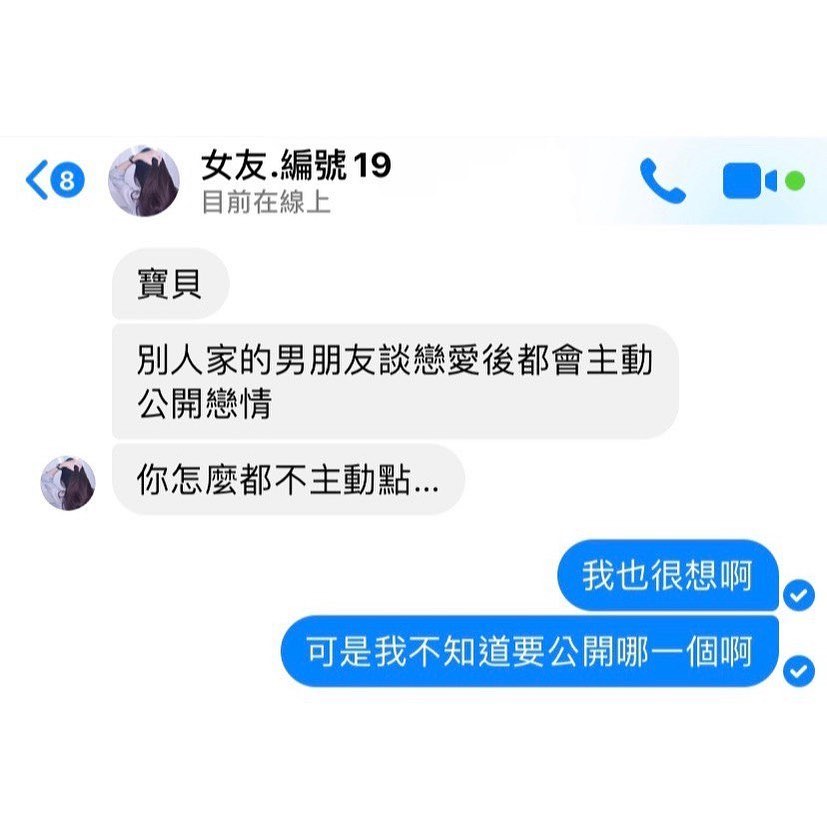 8
女友.編號19
目前在線上
寶貝
別人家的男朋友談戀愛後都會主動
公開戀情
你怎麼都不主動點...
我也很想啊
可是我不知道要公開哪一個啊